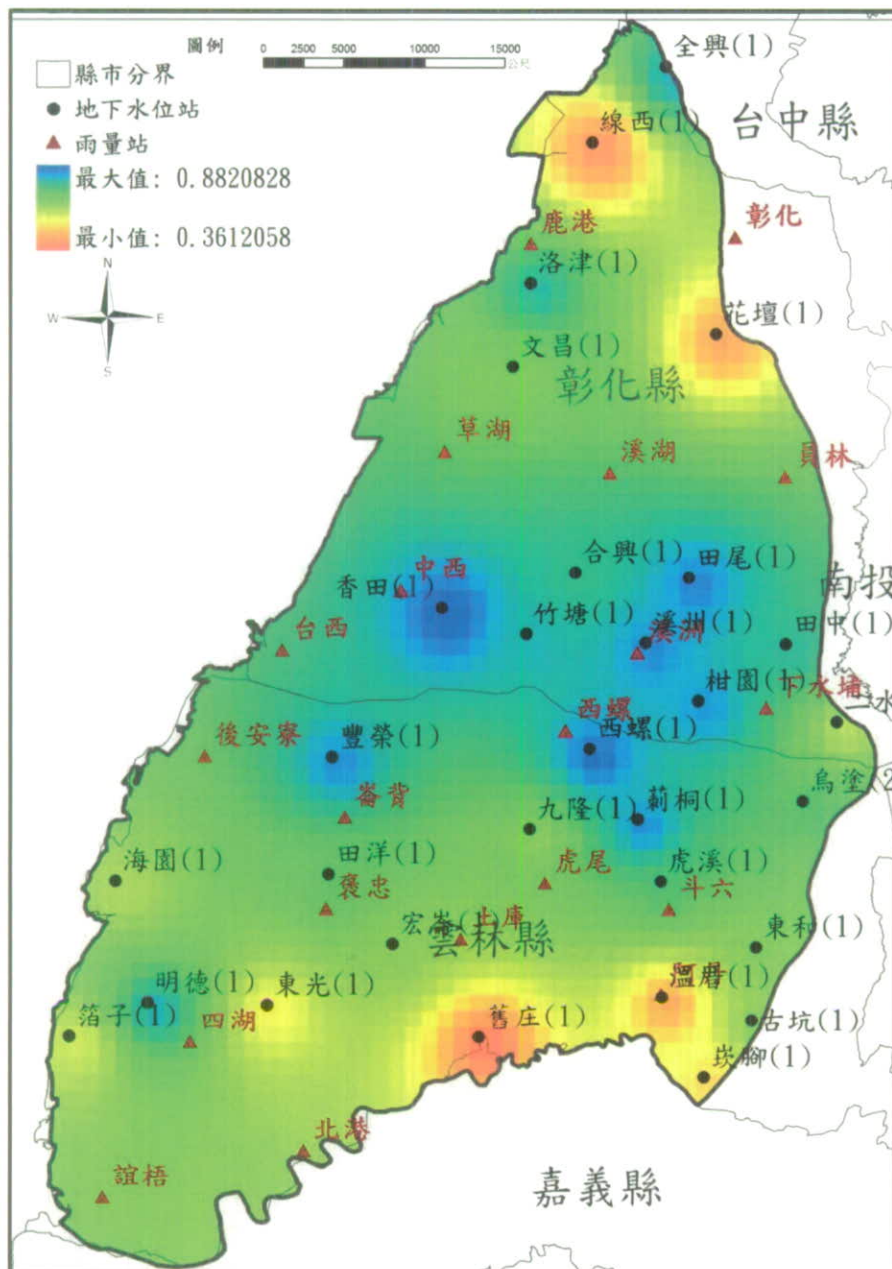 圖例
0 2500 5000 10000 15000
公尺
縣市分界
地下水位站
雨量站
最大值: 0.8820828
最小值: 0.3612058
N
W E
S
全興(1)
線西(1)
台中縣
鹿港
彰化
洛津(1)
花壇(1)
文昌(1)
彰化縣
草湖
溪湖
員林
合興(1)
田尾(1)
中西
香田(1)
南投
竹塘(1)
溪州(1)
溪洲
田中(1)
台西
柑園(1)
下水埔
二水
西螺
西螺(1)
後安寮
豐榮(1)
烏塗(2
崙背
九隆(1)
莿桐(1)
海園(1)
田洋(1)
虎尾
虎溪(1)
褒忠
斗六
土庫
雲林縣
東和(1)
明德(1)
東光(1)
溫厝(1)
箔子(1)
四湖
舊庄(1)
古坑(1)
崁腳(1)
北港
誼梧
嘉義縣